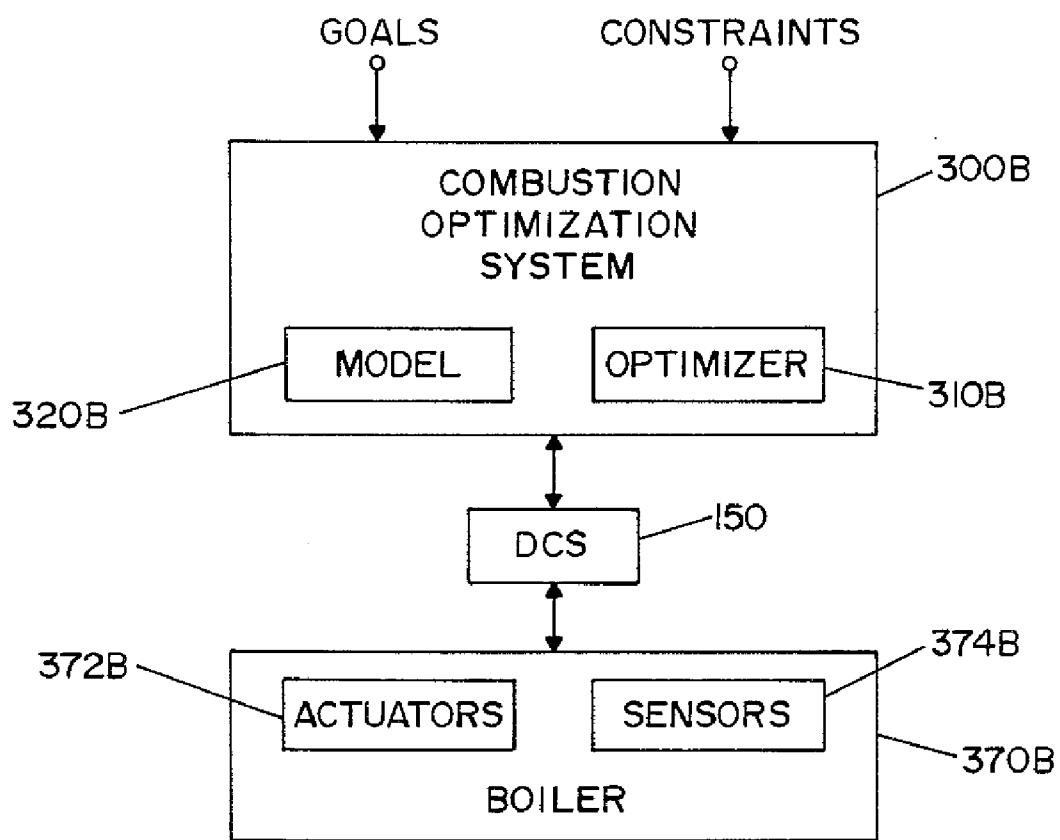 GOALS
CONSTRAINTS
300B
COMBUSTION
OPTIMIZATION
SYSTEM
MODEL
OPTIMIZER
320B
310B
150
DCS
372B
374B
ACTUATORS
SENSORS
370B
BOILER